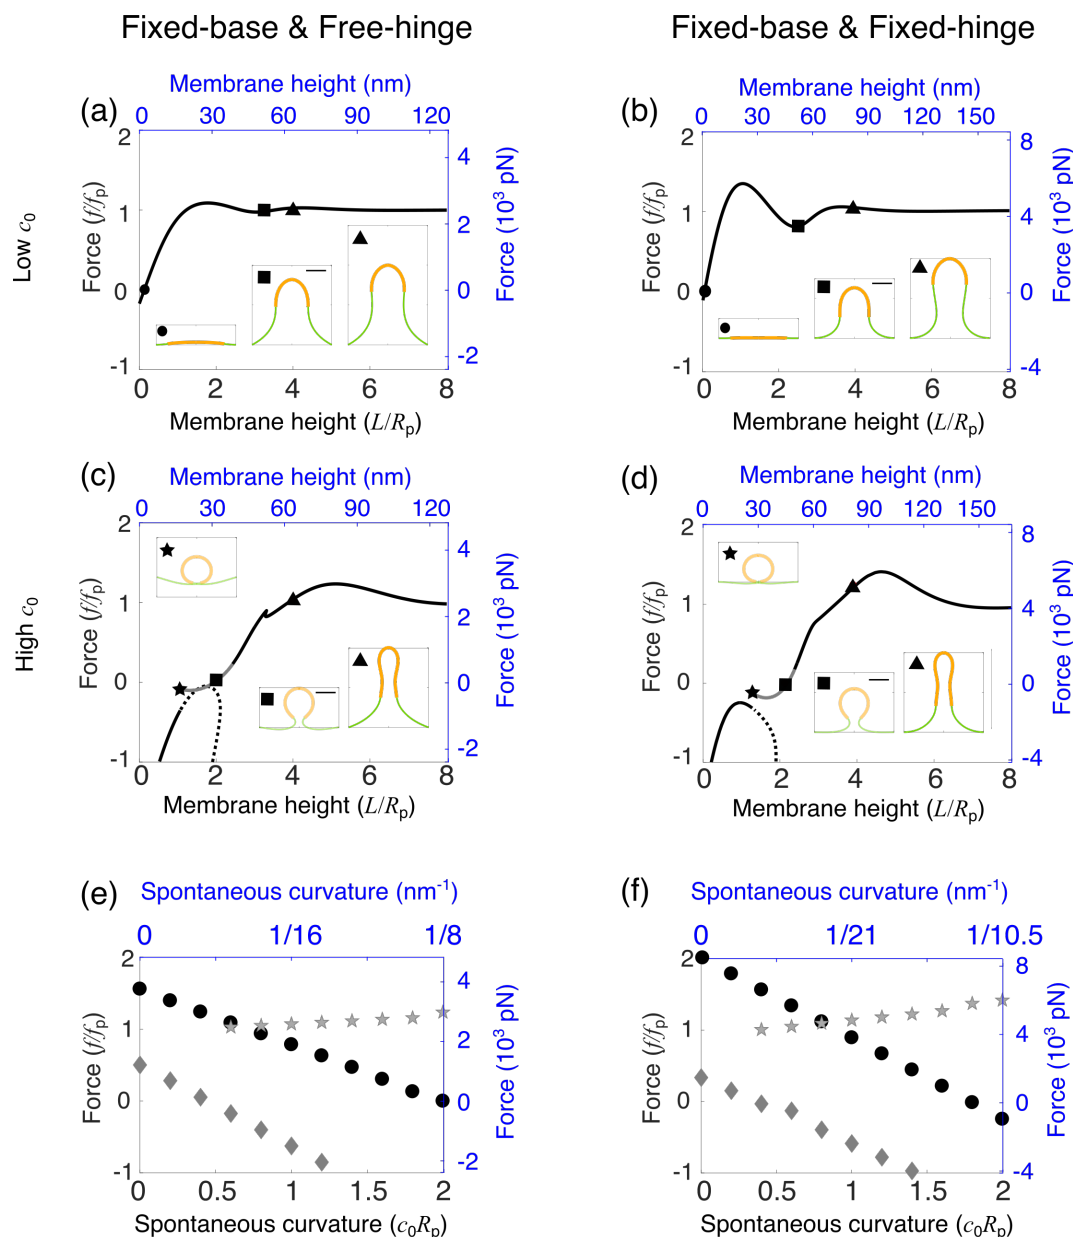 Fixed-base & Free-hinge
Fixed-base & Fixed-hinge
Low c0
High c0
(a)
Membrane height (nm)
0 30 60 90 120
2
1
0
-1
Force (f/fp)
4
2
0
-2
Force (10^3 pN)
0 2 4 6 8
Membrane height (L/Rp)
(b)
Membrane height (nm)
0 30 60 90 120 150
2
1
0
-1
Force (f/fp)
8
4
0
-4
Force (10^3 pN)
0 2 4 6 8
Membrane height (L/Rp)
(c)
Membrane height (nm)
0 30 60 90 120
2
1
0
-1
Force (f/fp)
4
2
0
-2
Force (10^3 pN)
0 2 4 6 8
Membrane height (L/Rp)
(d)
Membrane height (nm)
0 30 60 90 120 150
2
1
0
-1
Force (f/fp)
8
4
0
-4
Force (10^3 pN)
0 2 4 6 8
Membrane height (L/Rp)
(e)
Spontaneous curvature (nm^-1)
0 1/16 1/8
2
1
0
-1
Force (f/fp)
4
2
0
-2
Force (10^3 pN)
0 0.5 1 1.5 2
Spontaneous curvature (c0Rp)
(f)
Spontaneous curvature (nm^-1)
0 1/21 1/10.5
2
1
0
-1
Force (f/fp)
8
4
0
-4
Force (10^3 pN)
0 0.5 1 1.5 2
Spontaneous curvature (c0Rp)